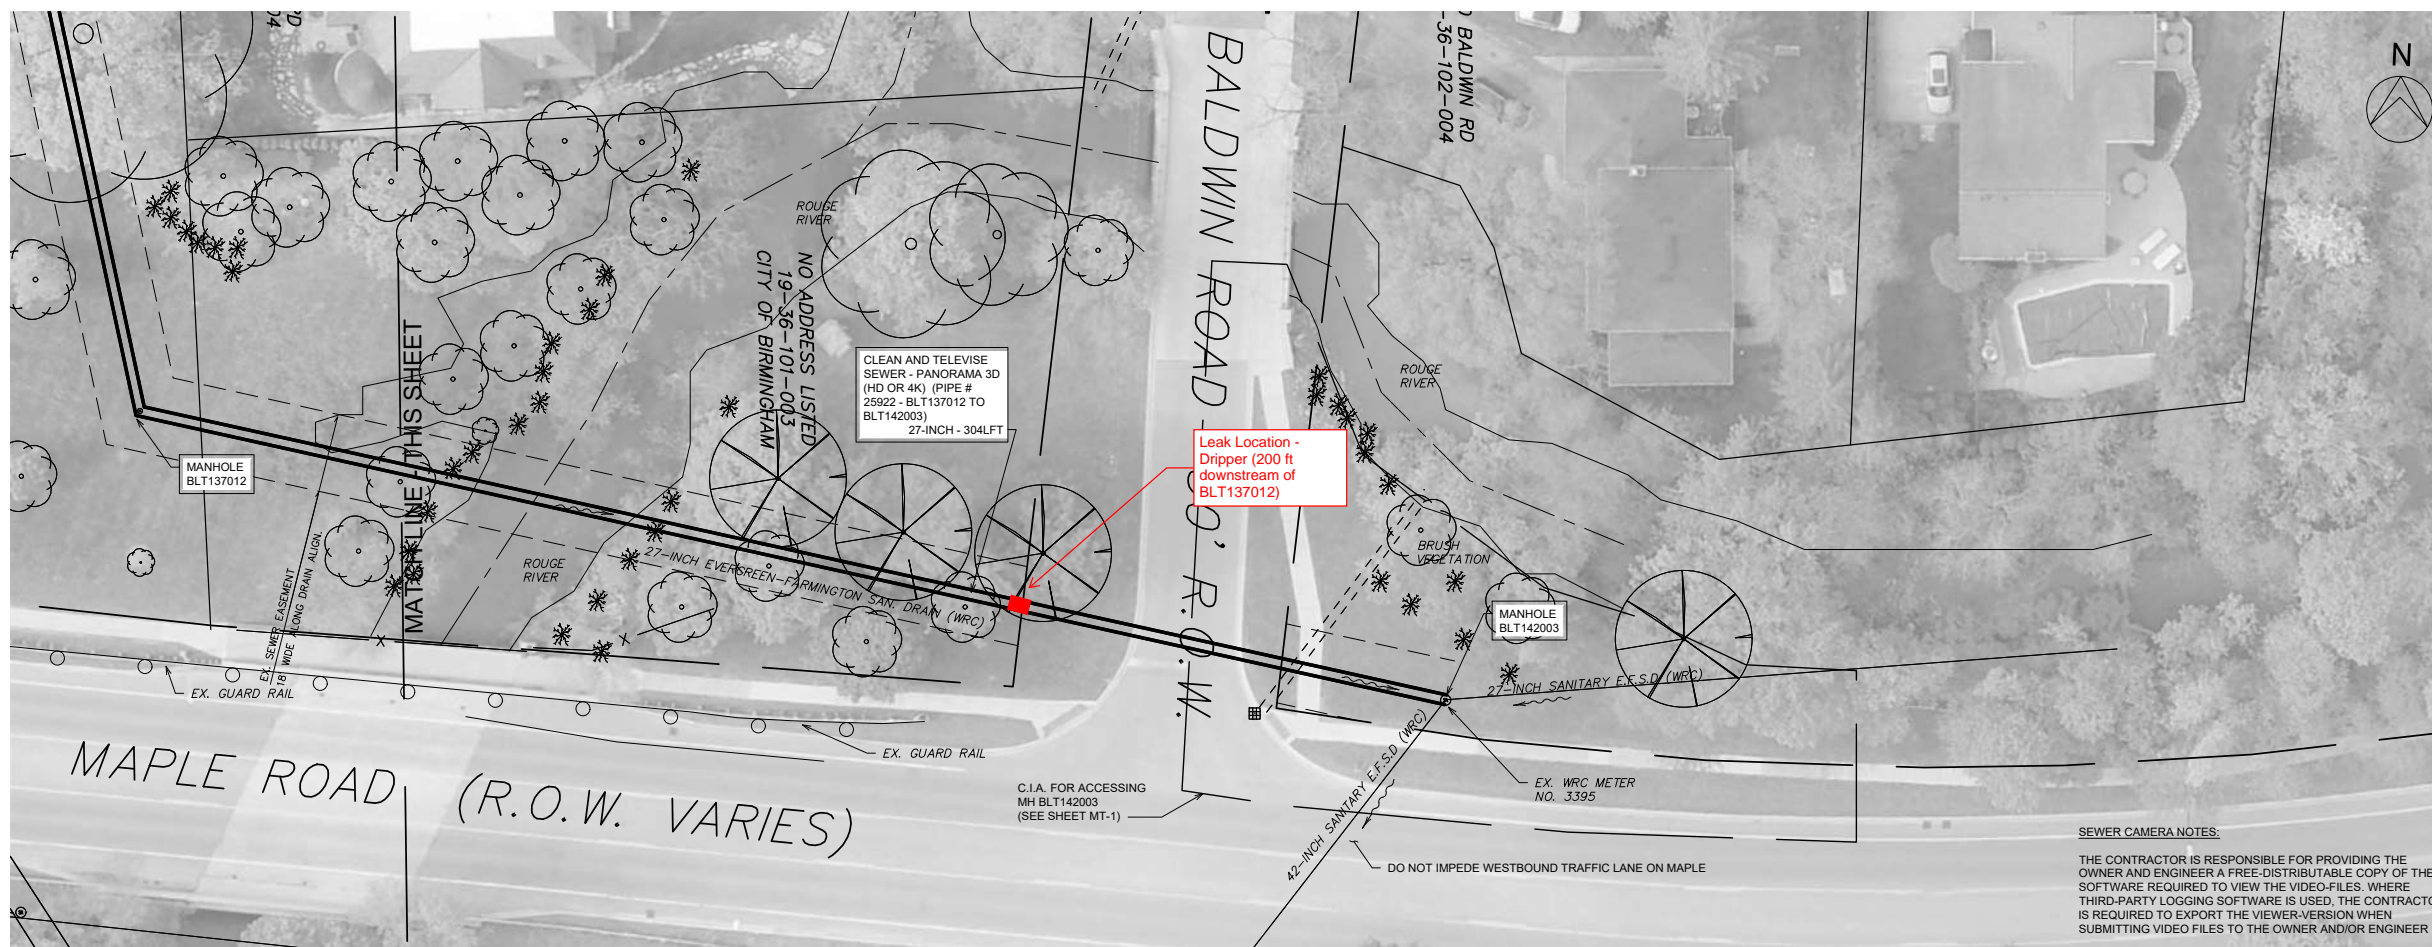 PD
04
BALDWIN ROAD
50' R.O.W.
BALDWIN RD
36-102-004
N
ROUGE
RIVER
NO ADDRESS LISTED
19-36-101-003
CITY OF BIRMINGHAM
CLEAN AND TELEVISE
SEWER - PANORAMA 3D
(HD OR 4K) (PIPE #
25922 - BLT137012 TO
BLT142003)
27-INCH - 304LFT
ROUGE
RIVER
Leak Location -
Dripper (200 ft
downstream of
BLT137012)
MANHOLE
BLT137012
MATCH LINE - THIS SHEET
EX. SEWER EASEMENT
18' WIDE ALONG DRAIN ALIGN.
ROUGE
RIVER
27-INCH EVERGREEN-FARMINGTON SAN. DRAIN (WRC)
BRUSH
VEGETATION
MANHOLE
BLT142003
X
X
27-INCH SANITARY E.F.S.D (WRC)
EX. GUARD RAIL
EX. GUARD RAIL
MAPLE ROAD (R.O.W. VARIES)
C.I.A. FOR ACCESSING
MH BLT142003
(SEE SHEET MT-1)
42-INCH SANITARY E.F.S.D (WRC)
EX. WRC METER
NO. 3395
DO NOT IMPEDE WESTBOUND TRAFFIC LANE ON MAPLE
SEWER CAMERA NOTES:
THE CONTRACTOR IS RESPONSIBLE FOR PROVIDING THE
OWNER AND ENGINEER A FREE-DISTRIBUTABLE COPY OF THE
SOFTWARE REQUIRED TO VIEW THE VIDEO-FILES. WHERE
THIRD-PARTY LOGGING SOFTWARE IS USED, THE CONTRACTO
IS REQUIRED TO EXPORT THE VIEWER-VERSION WHEN
SUBMITTING VIDEO FILES TO THE OWNER AND/OR ENGINEER